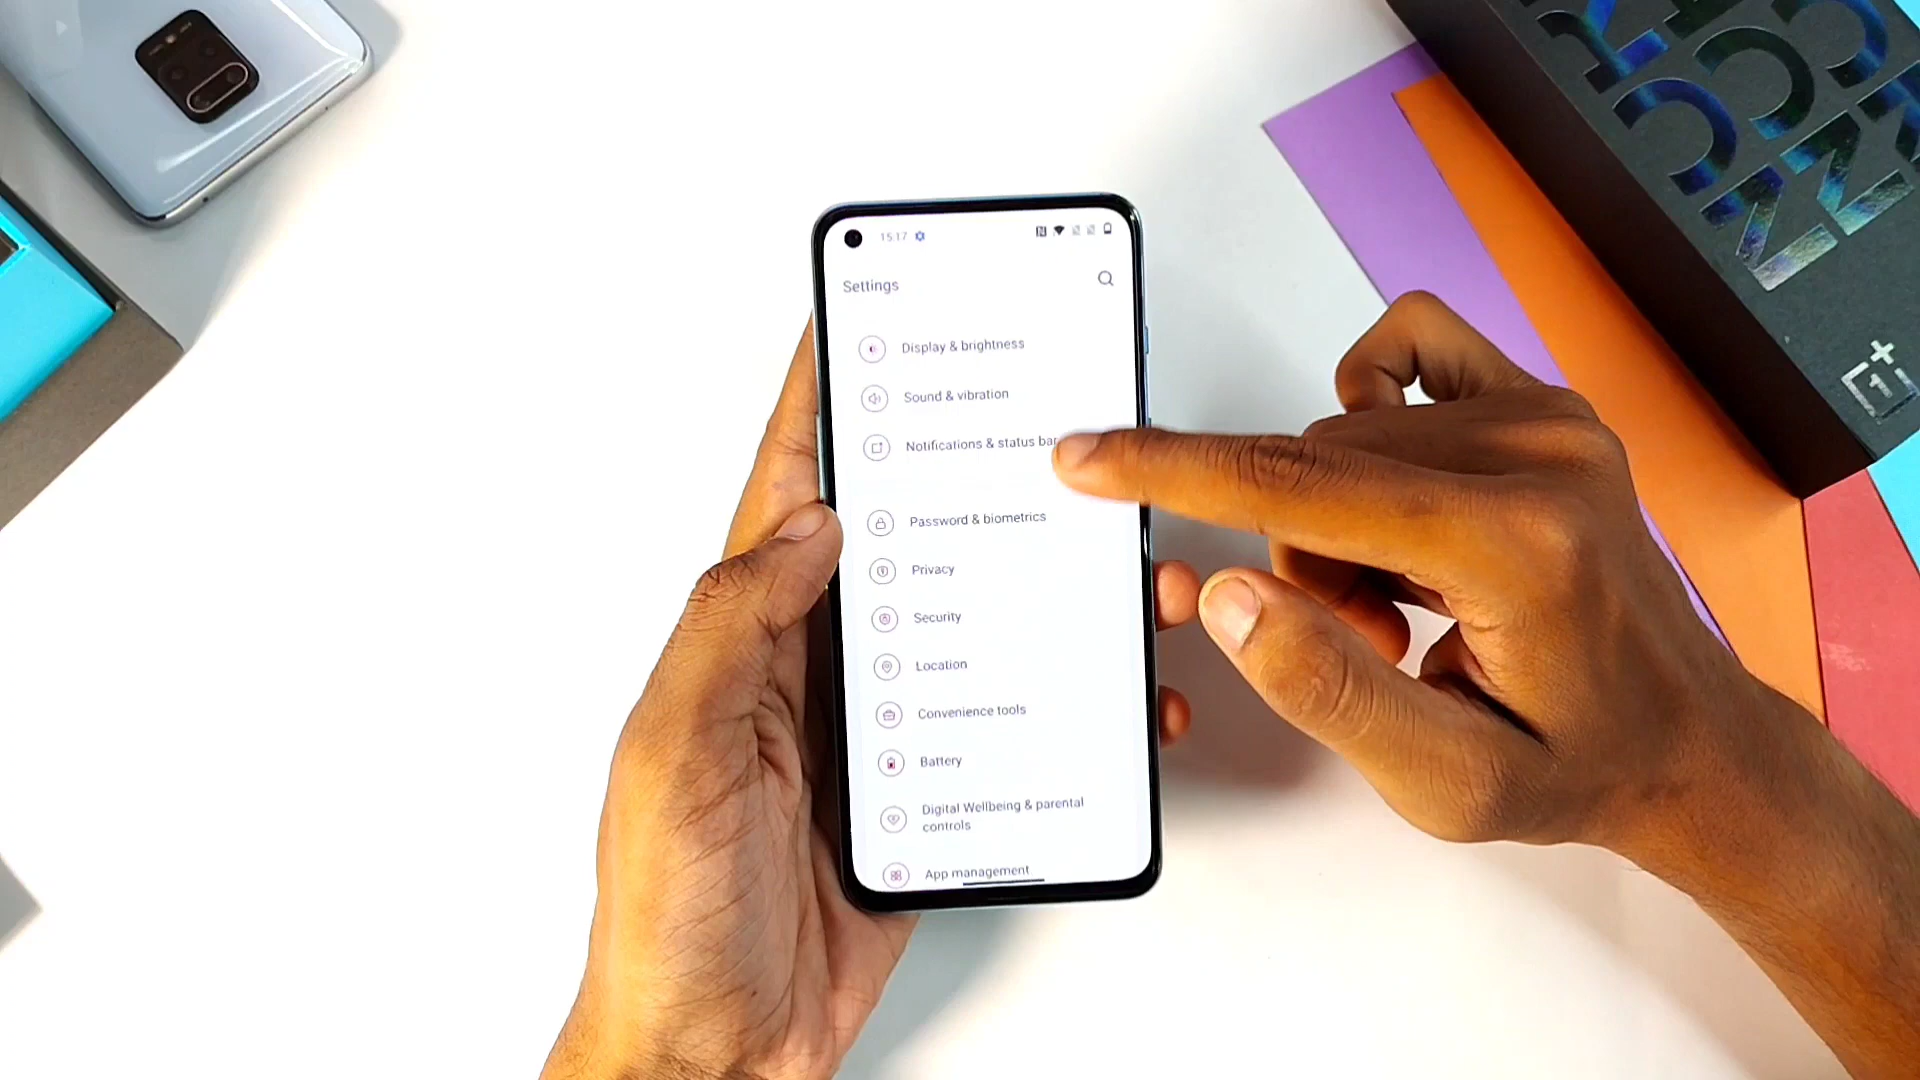 15:17
Settings
Display & brightness
Sound & vibration
Notifications & status bar
Password & biometrics
Privacy
Security
Location
Convenience tools
Battery
Digital Wellbeing & parental
controls
App management
1+